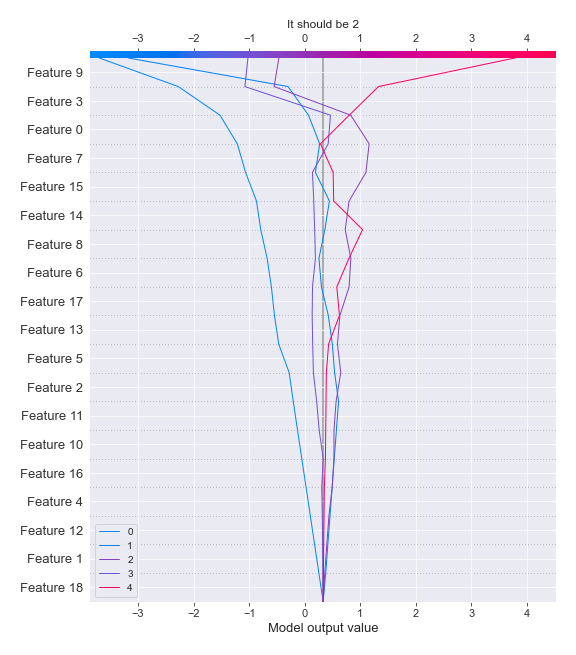 It should be 2
−3 −2 −1 0 1 2 3 4
Feature 9
Feature 3
Feature 0
Feature 7
Feature 15
Feature 14
Feature 8
Feature 6
Feature 17
Feature 13
Feature 5
Feature 2
Feature 11
Feature 10
Feature 16
Feature 4
Feature 12
Feature 1
Feature 18
0
1
2
3
4
−3 −2 −1 0 1 2 3 4
Model output value